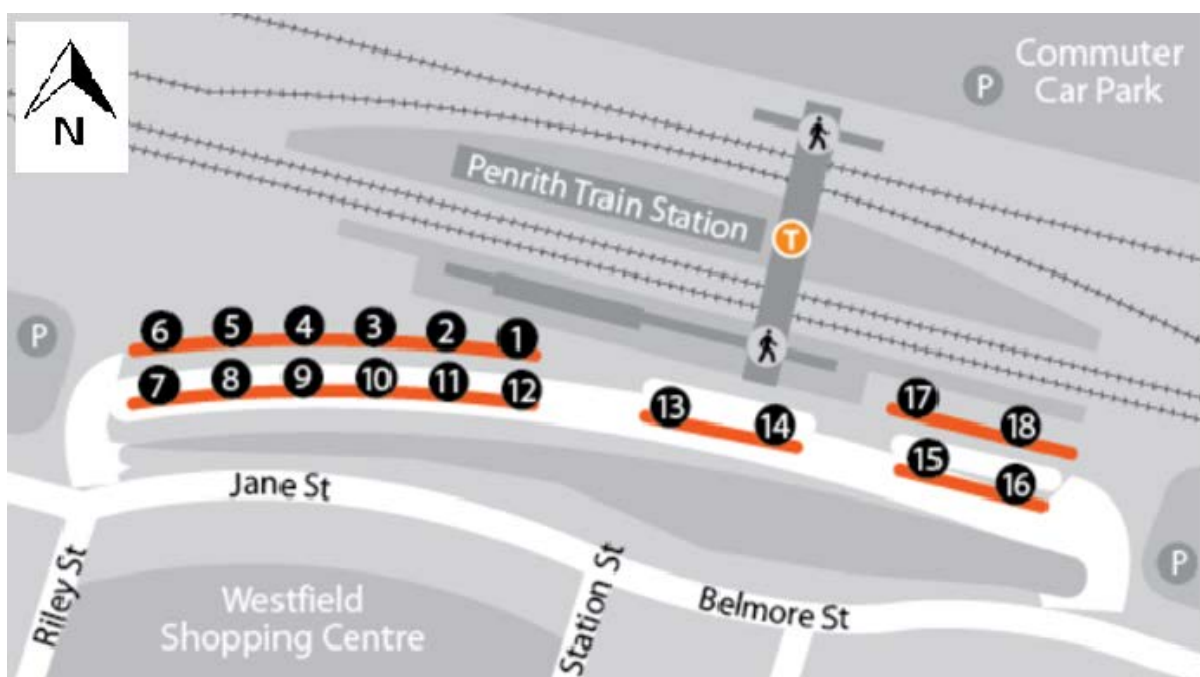 N
Commuter
Car Park
P
Penrith Train Station
T
P
6 5 4 3 2 1
7 8 9 10 11 12
13 14
17 18
15 16
Jane St
Riley St
Westfield
Shopping Centre
Station St
Belmore St
P